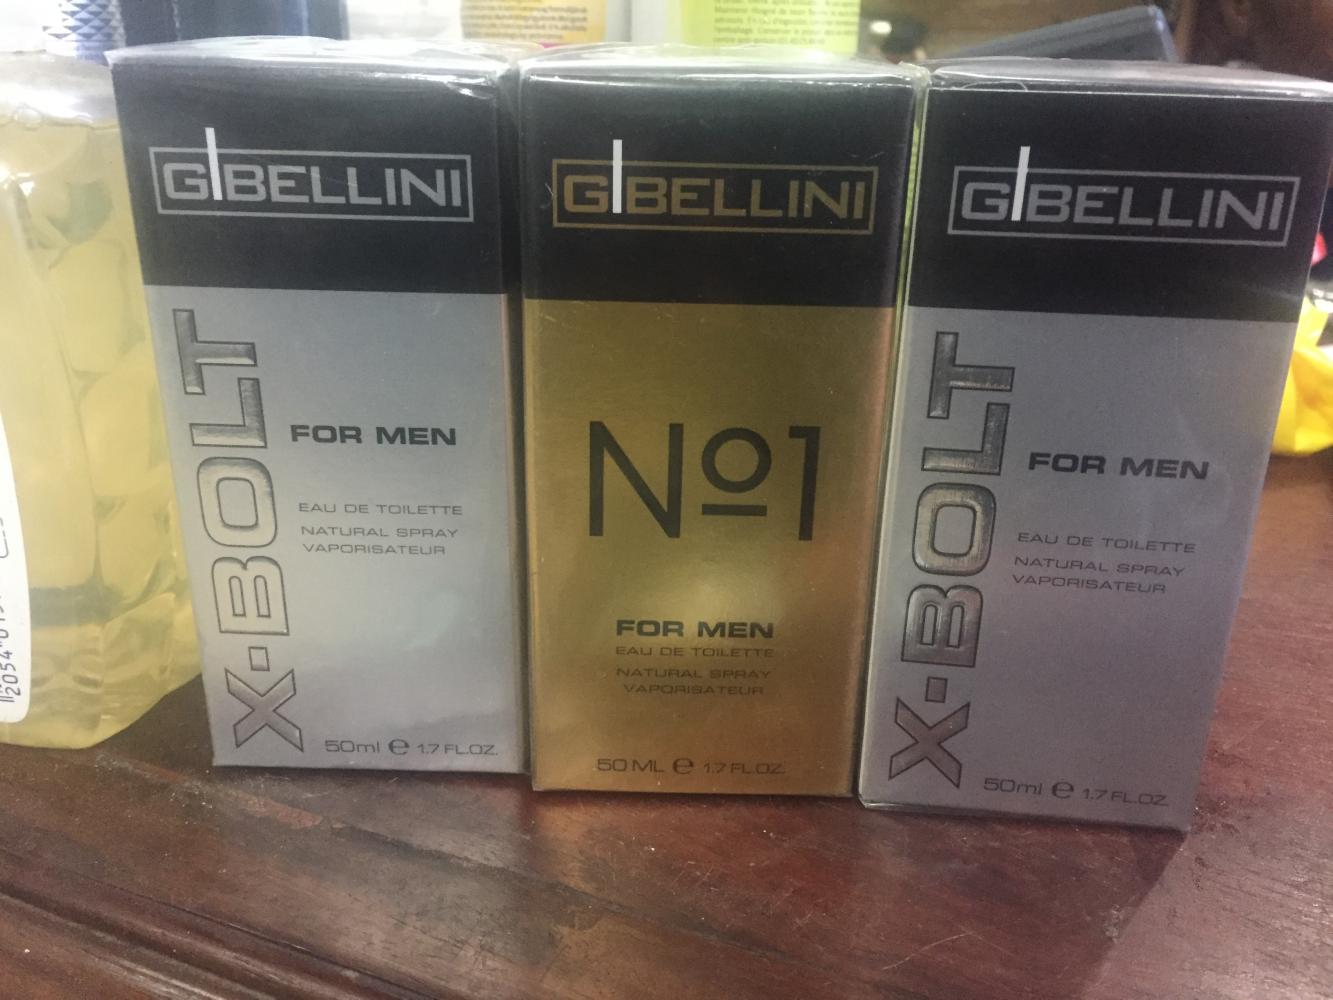 GIBELLINI
X-BOLT
FOR MEN
EAU DE TOILETTE
NATURAL SPRAY
VAPORISATEUR
50ml e 1.7 FL.OZ.
GIBELLINI
Nº1
FOR MEN
EAU DE TOILETTE
NATURAL SPRAY
VAPORISATEUR
50 ML e 1.7 FL.OZ.
GIBELLINI
X-BOLT
FOR MEN
EAU DE TOILETTE
NATURAL SPRAY
VAPORISATEUR
50ml e 1.7 FL.OZ.